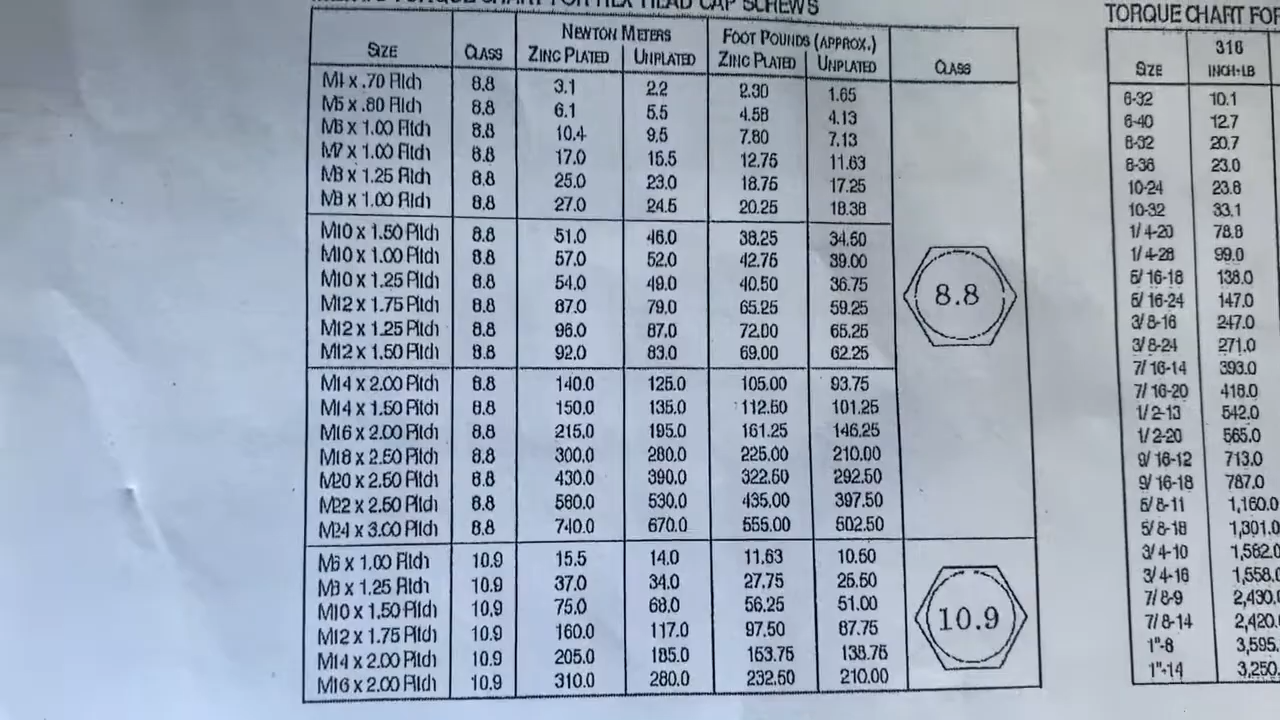 TORQUE CHART FOR HEX HEAD CAP SCREWS
NEWTON METERS FOOT POUNDS (APPROX.)
SIZE CLASS ZINC PLATED UNPLATED ZINC PLATED UNPLATED CLASS
M4 x .70 Pitch 8.8 3.1 2.2 2.30 1.65
M5 x .80 Pitch 8.8 6.1 5.5 4.58 4.13
M6 x 1.00 Pitch 8.8 10.4 9.5 7.80 7.13
M7 x 1.00 Pitch 8.8 17.0 15.5 12.75 11.63
M8 x 1.25 Pitch 8.8 25.0 23.0 18.75 17.25
M8 x 1.00 Pitch 8.8 27.0 24.5 20.25 18.38
M10 x 1.50 Pitch 8.8 51.0 46.0 38.25 34.50
M10 x 1.00 Pitch 8.8 57.0 52.0 42.75 39.00
M10 x 1.25 Pitch 8.8 54.0 49.0 40.50 36.75
M12 x 1.75 Pitch 8.8 87.0 79.0 65.25 59.25
M12 x 1.25 Pitch 8.8 96.0 87.0 72.00 65.25
M12 x 1.50 Pitch 8.8 92.0 83.0 69.00 62.25
8.8
M14 x 2.00 Pitch 8.8 140.0 125.0 105.00 93.75
M14 x 1.50 Pitch 8.8 150.0 135.0 112.50 101.25
M16 x 2.00 Pitch 8.8 215.0 195.0 161.25 146.25
M18 x 2.50 Pitch 8.8 300.0 280.0 225.00 210.00
M20 x 2.50 Pitch 8.8 430.0 390.0 322.50 292.50
M22 x 2.50 Pitch 8.8 580.0 530.0 435.00 397.50
M24 x 3.00 Pitch 8.8 740.0 670.0 555.00 502.50
M6 x 1.00 Pitch 10.9 15.5 14.0 11.63 10.50
M8 x 1.25 Pitch 10.9 37.0 34.0 27.75 25.50
M10 x 1.50 Pitch 10.9 75.0 68.0 56.25 51.00
M12 x 1.75 Pitch 10.9 160.0 117.0 97.50 87.75
M14 x 2.00 Pitch 10.9 205.0 185.0 153.75 138.75
M16 x 2.00 Pitch 10.9 310.0 280.0 232.50 210.00
10.9
TORQUE CHART FOR
316
SIZE INCH-LB
6-32 10.1
6-40 12.7
8-32 20.7
8-36 23.0
10-24 23.8
10-32 33.1
1/4-20 78.8
1/4-28 99.0
5/16-18 138.0
5/16-24 147.0
3/8-16 247.0
3/8-24 271.0
7/16-14 393.0
7/16-20 418.0
1/2-13 542.0
1/2-20 565.0
9/16-12 713.0
9/16-18 787.0
5/8-11 1,160.0
5/8-18 1,301.0
3/4-10 1,582.0
3/4-16 1,558.0
7/8-9 2,430.0
7/8-14 2,420.
1"-8 3,595.
1"-14 3,250